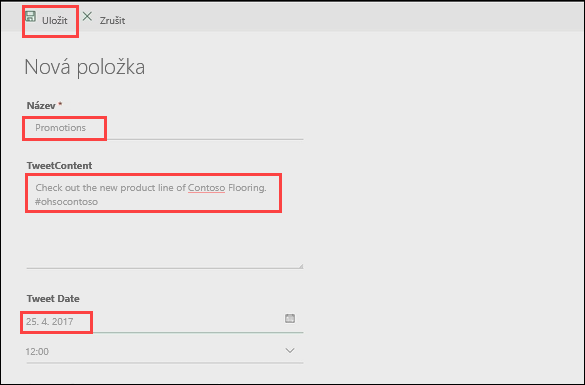 Uložit Zrušit
Nová položka
Název *
Promotions
TweetContent
Check out the new product line of Contoso Flooring.
#ohsocontoso
Tweet Date
25. 4. 2017
12:00